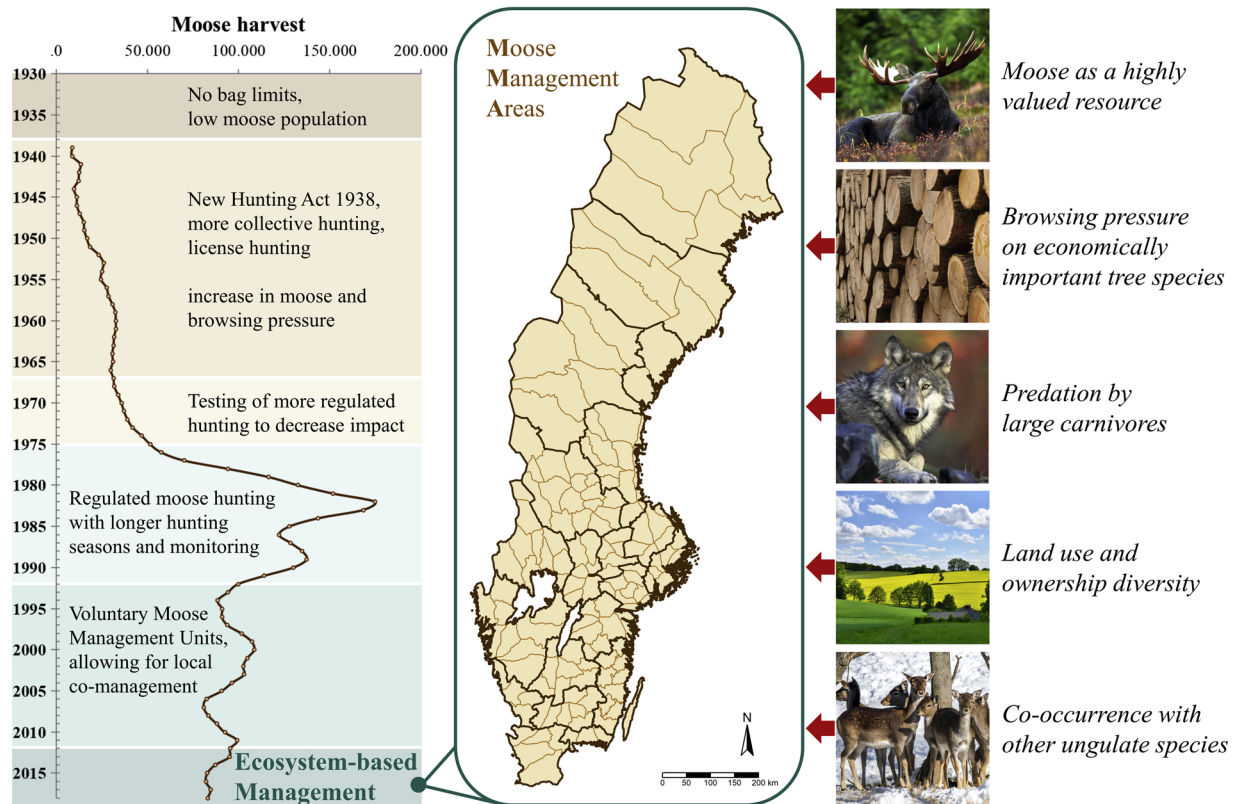 Moose harvest
.0
50.000
100.000
150.000
200.000
1930
1935
1940
1945
1950
1955
1960
1965
1970
1975
1980
1985
1990
1995
2000
2005
2010
2015
No bag limits,
low moose population
New Hunting Act 1938,
more collective hunting,
license hunting
increase in moose and
browsing pressure
Testing of more regulated
hunting to decrease impact
Regulated moose hunting
with longer hunting
seasons and monitoring
Voluntary Moose
Management Units,
allowing for local
co-management
Ecosystem-based
Management
Moose
Management
Areas
N
0 50 100 150 200 km
Moose as a highly
valued resource
Browsing pressure
on economically
important tree species
Predation by
large carnivores
Land use and
ownership diversity
Co-occurrence with
other ungulate species